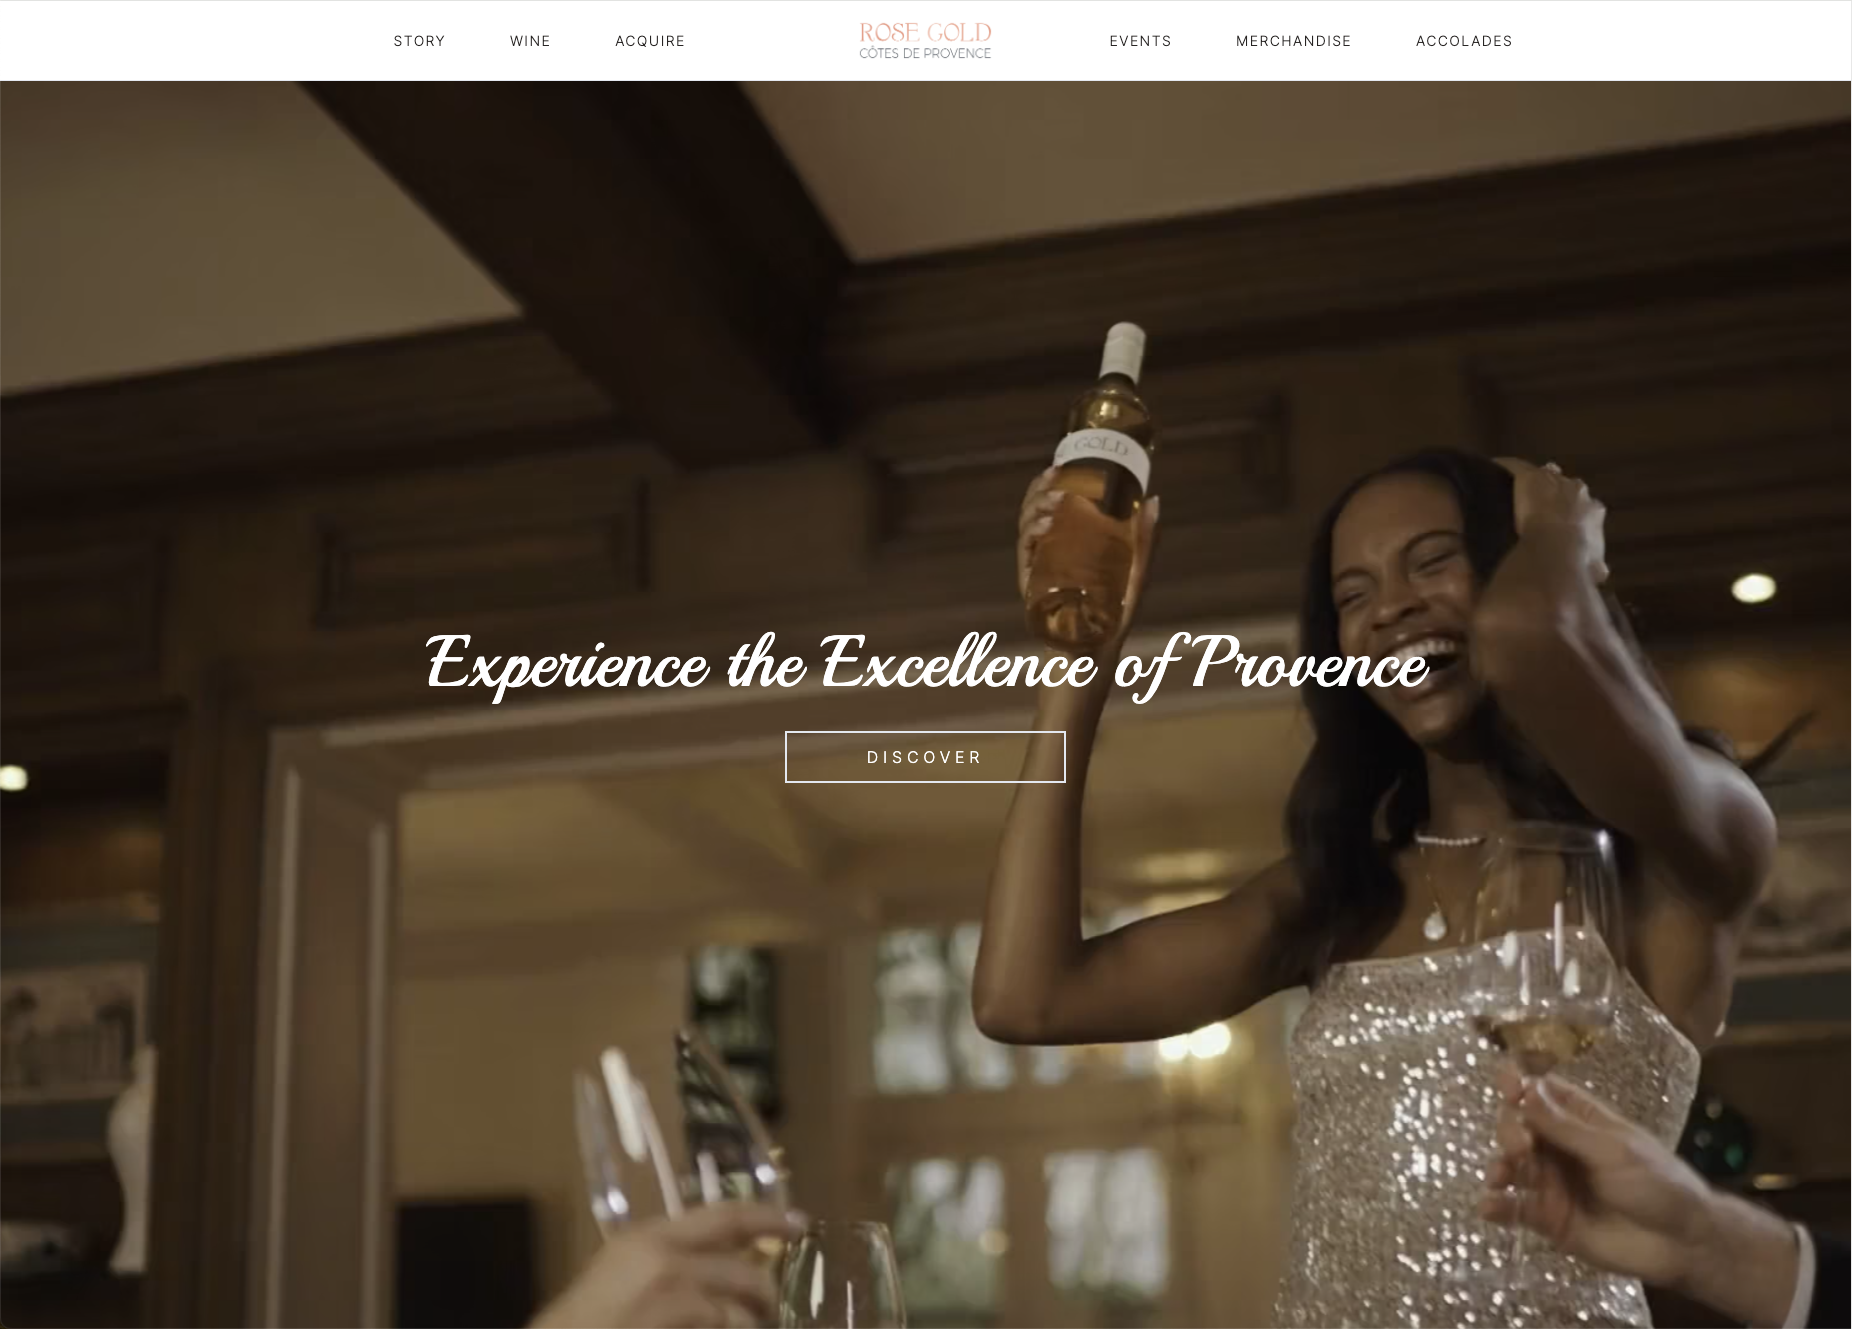 STORY WINE ACQUIRE ROSE GOLD EVENTS MERCHANDISE ACCOLADES
CÔTES DE PROVENCE
GOLD
Experience the Excellence of Provence
DISCOVER